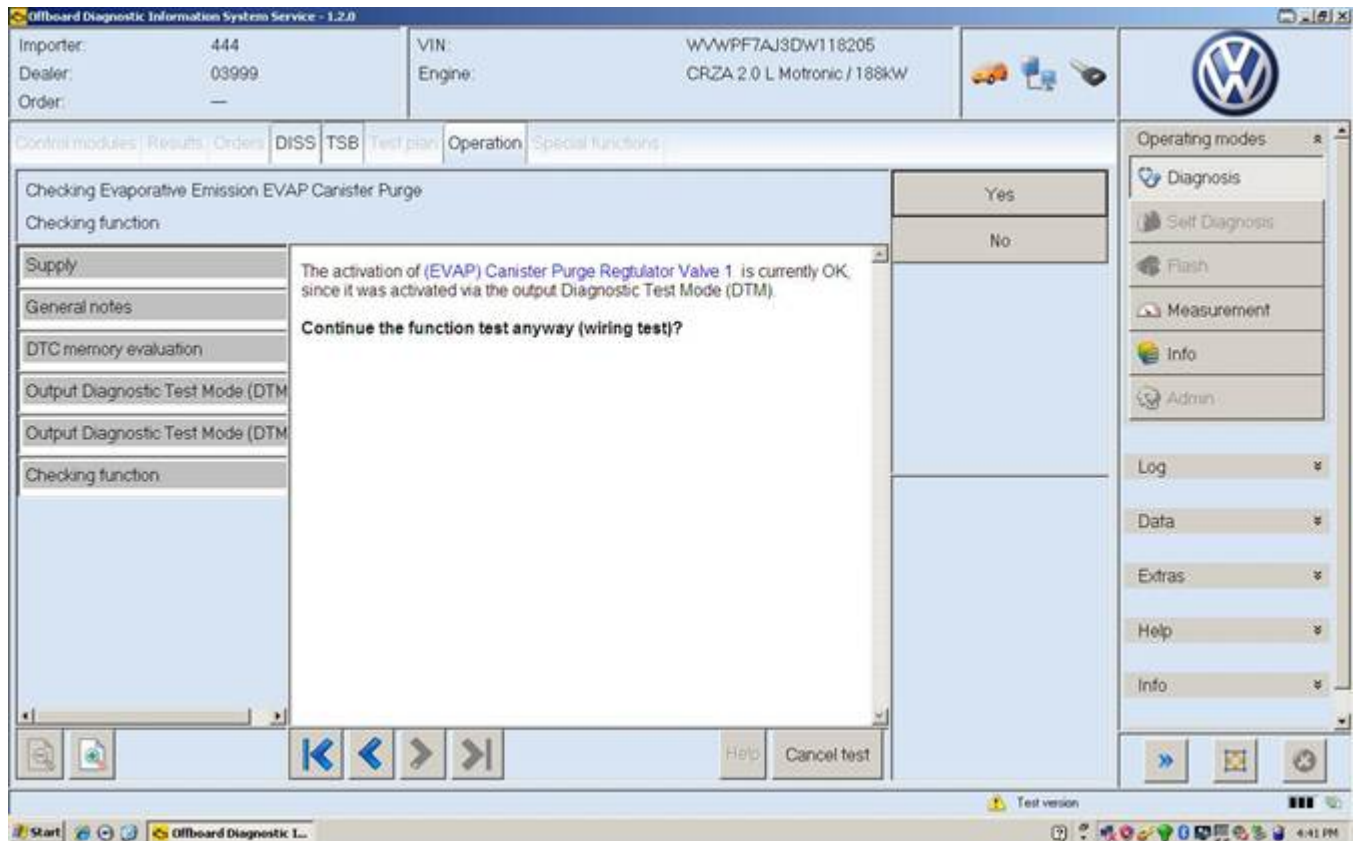 Offboard Diagnostic Information System Service - 1.2.0
Importer: 444
Dealer: 03999
Order: —
VIN: WVWPF7AJ3DW118205
Engine: CRZA 2.0 L Motronic / 188kW
Control modules Results Orders DISS TSB Test plan Operation Special functions
Checking Evaporative Emission EVAP Canister Purge
Checking function
Supply
General notes
DTC memory evaluation
Output Diagnostic Test Mode (DTM
Output Diagnostic Test Mode (DTM
Checking function
The activation of (EVAP) Canister Purge Regtulator Valve 1 is currently OK,
since it was activated via the output Diagnostic Test Mode (DTM).
Continue the function test anyway (wiring test)?
Help
Cancel test
Yes
No
Operating modes
Diagnosis
Self Diagnosis
Flash
Measurement
Info
Admin
Log
Data
Extras
Help
Info
Test version
Start
Offboard Diagnostic I...
4:41 PM